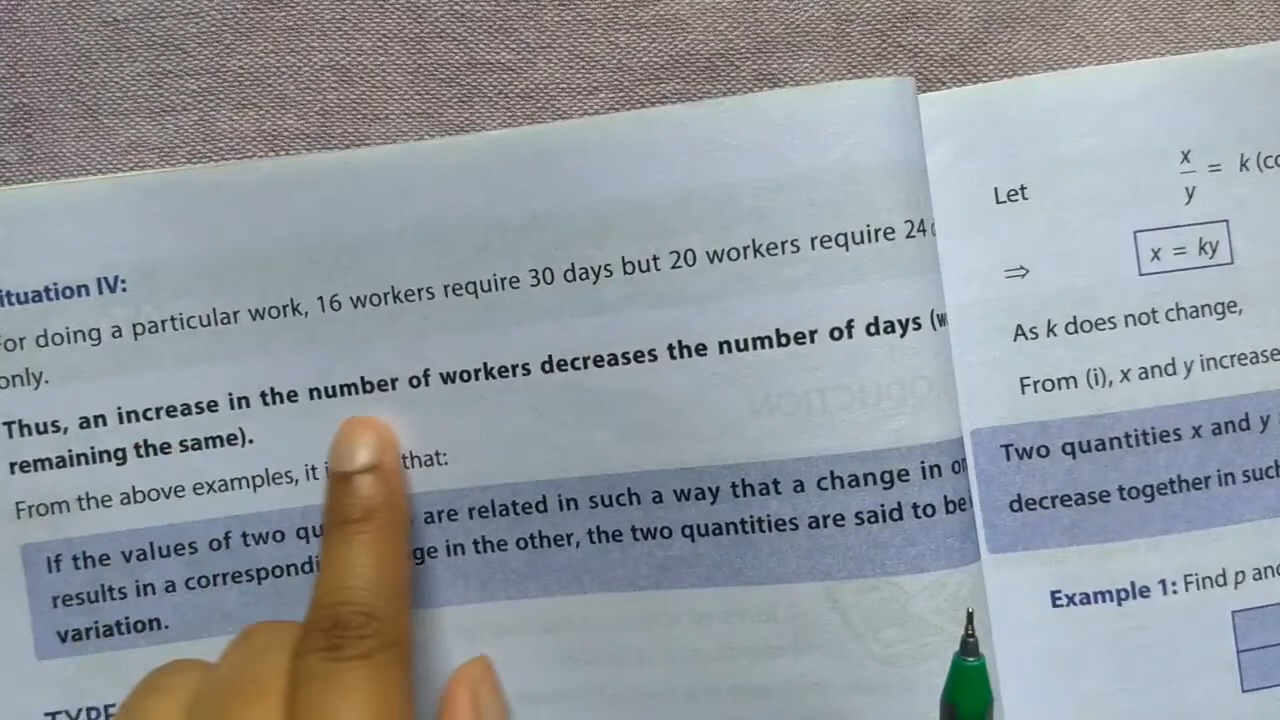 ituation IV:
For doing a particular work, 16 workers require 30 days but 20 workers require 24
only.
Thus, an increase in the number of workers decreases the number of days (w
remaining the same).
From the above examples, it i that:
If the values of two qu are related in such a way that a change in on
results in a correspondi ge in the other, the two quantities are said to be
variation.
TYPE
Let x/y = k (co
⇒ x = ky
As k does not change,
From (i), x and y increase
Two quantities x and y
decrease together in such
Example 1: Find p and